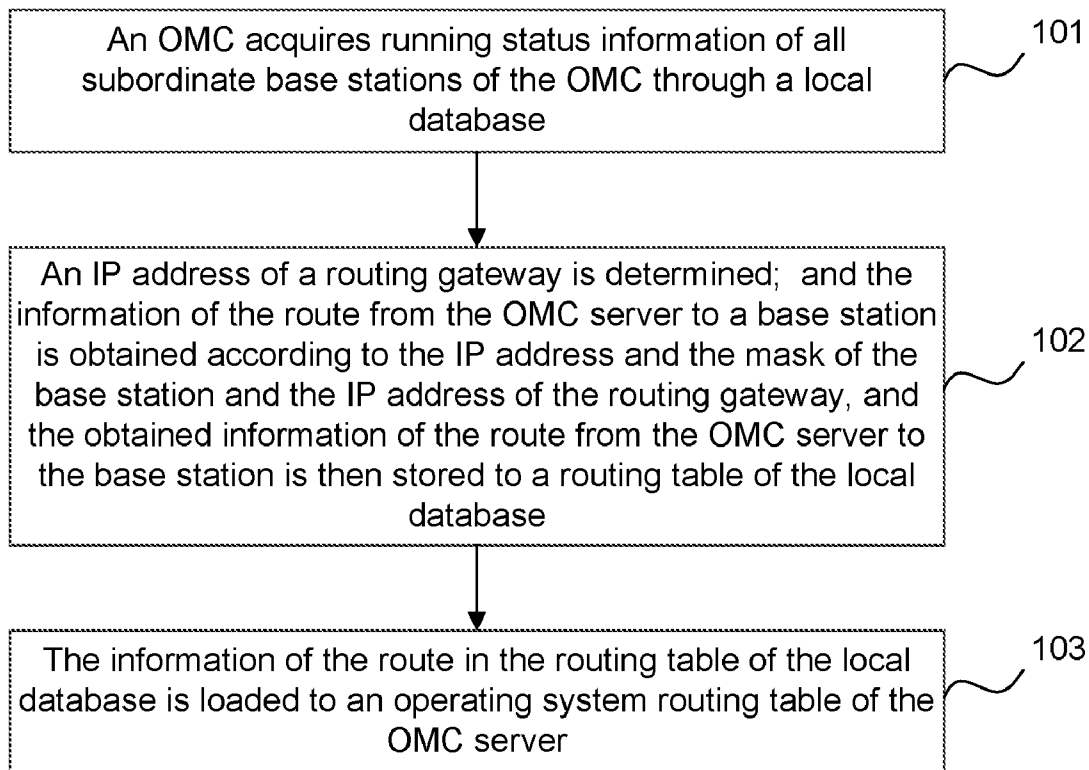 An OMC acquires running status information of all
subordinate base stations of the OMC through a local
database
101
An IP address of a routing gateway is determined; and the
information of the route from the OMC server to a base station
is obtained according to the IP address and the mask of the
base station and the IP address of the routing gateway, and
the obtained information of the route from the OMC server to
the base station is then stored to a routing table of the local
database
102
The information of the route in the routing table of the local
database is loaded to an operating system routing table of the
OMC server
103